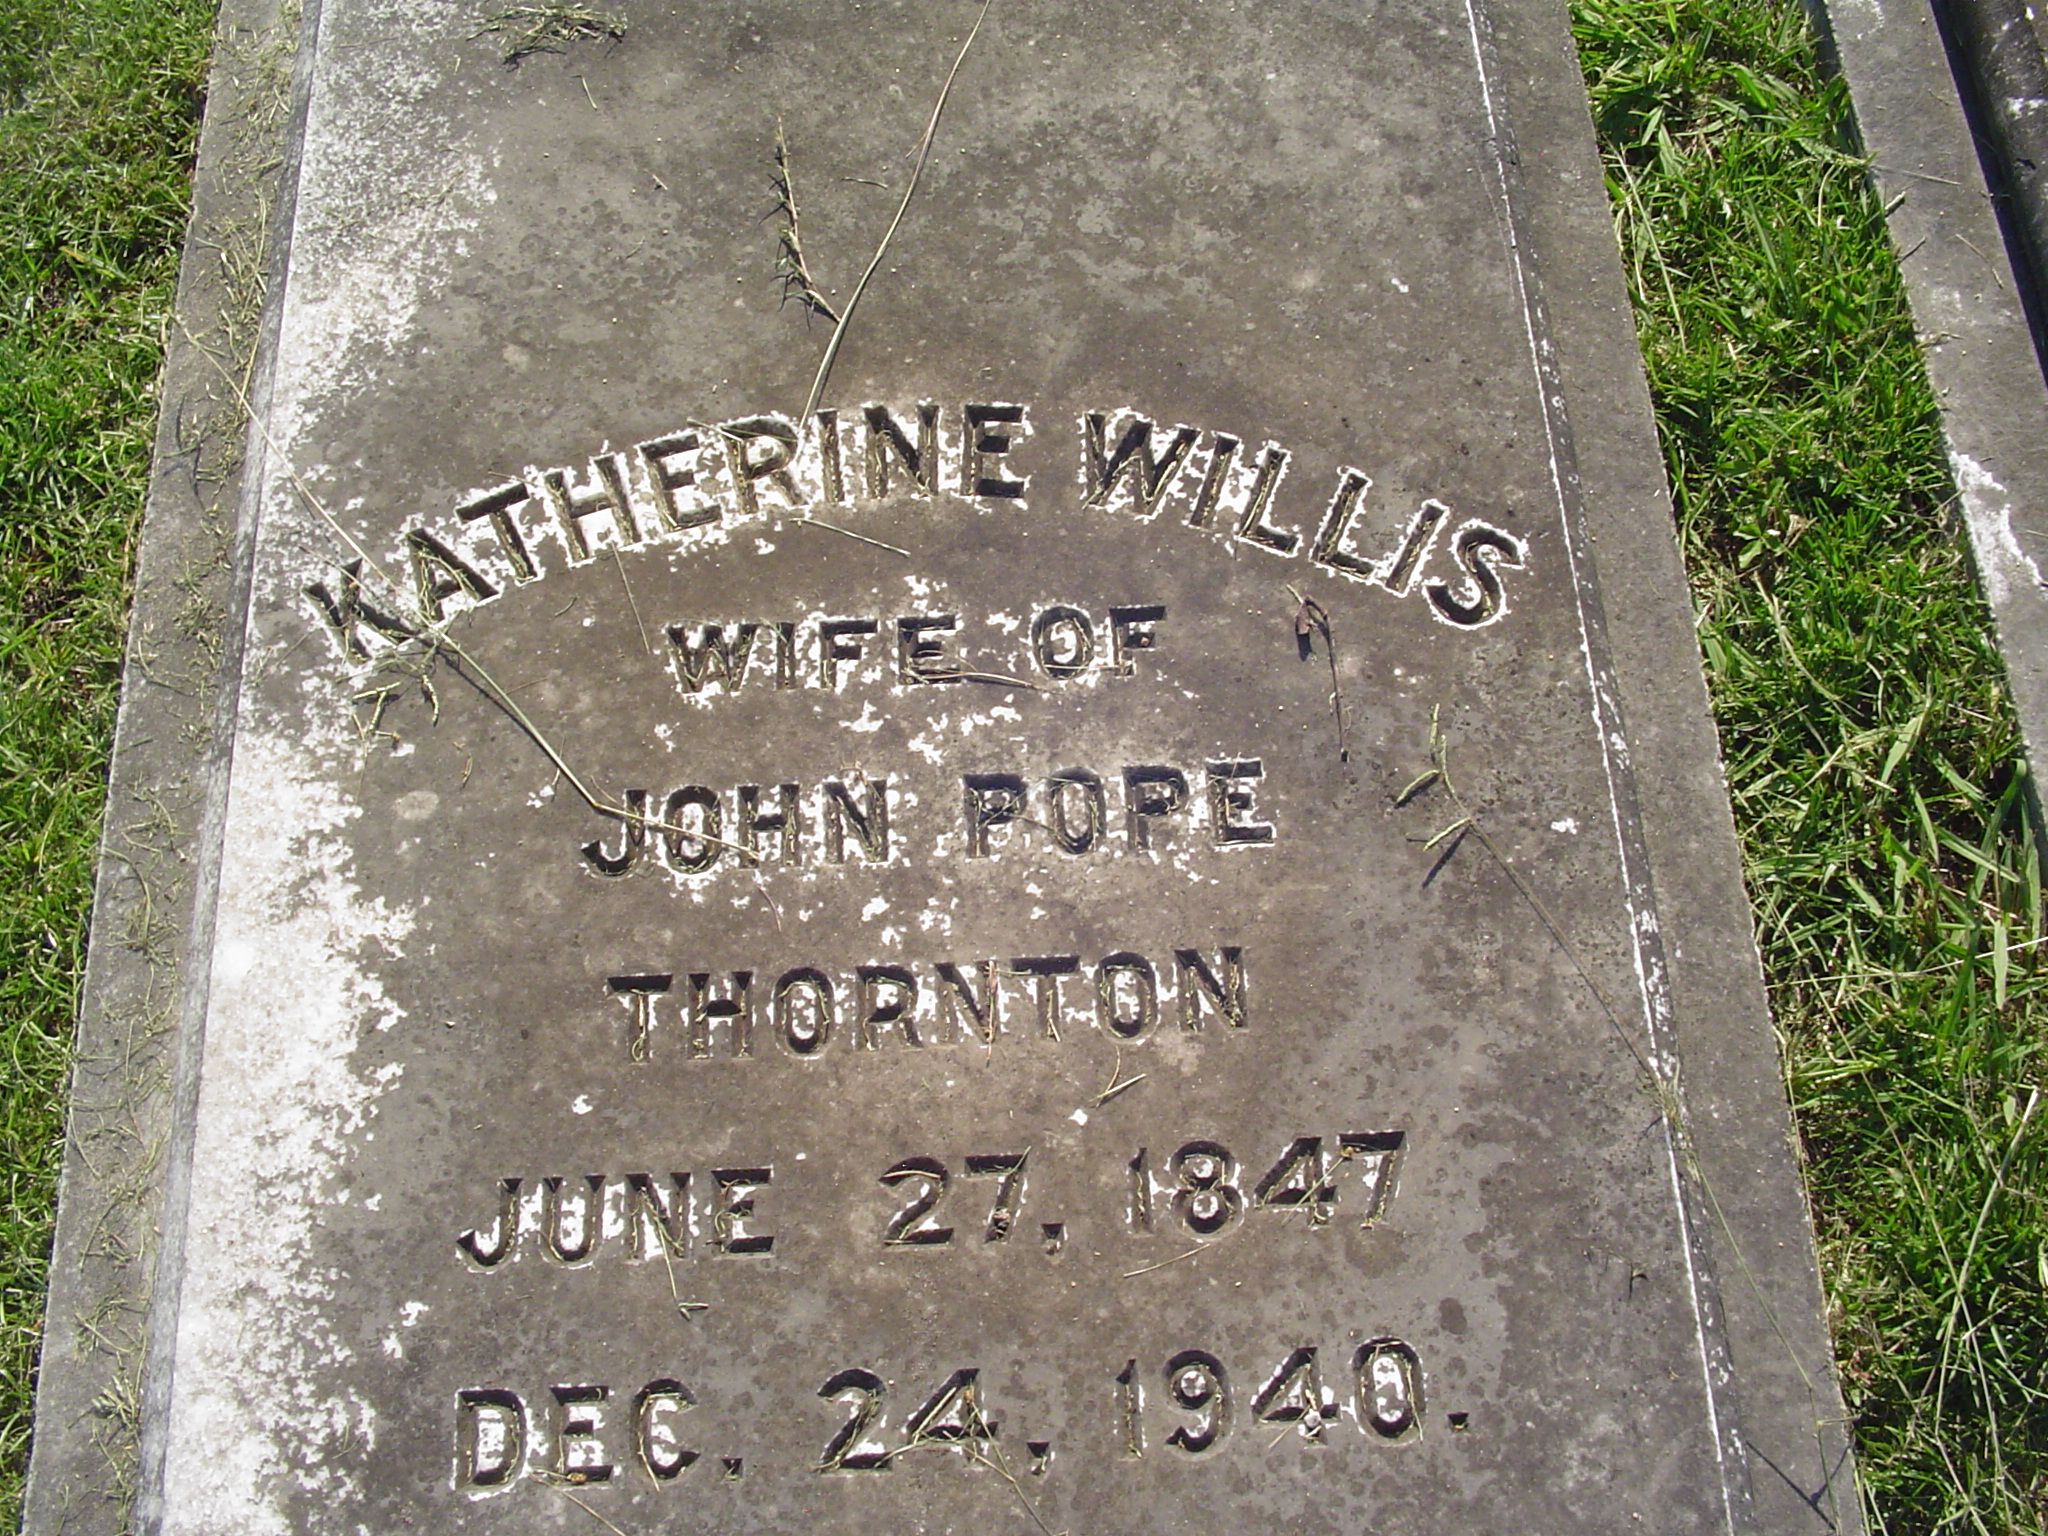 KATHERINE WILLIS
WIFE OF
JOHN POPE
THORNTON
JUNE 27, 1847
DEC. 24, 1940.